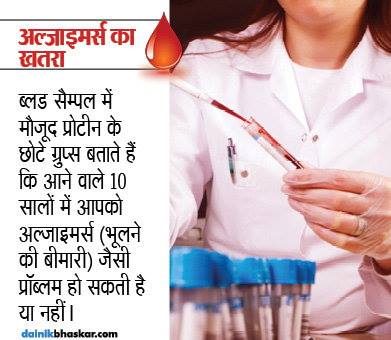 अल्जाइमर्स का
खतरा
ब्लड सैम्पल में
मौजूद प्रोटीन के
छोटे ग्रुप्स बताते हैं
कि आने वाले 10
सालों में आपको
अल्जाइमर्स (भूलने
की बीमारी) जैसी
प्रॉब्लम हो सकती है
या नहीं।
dainikbhaskar.com